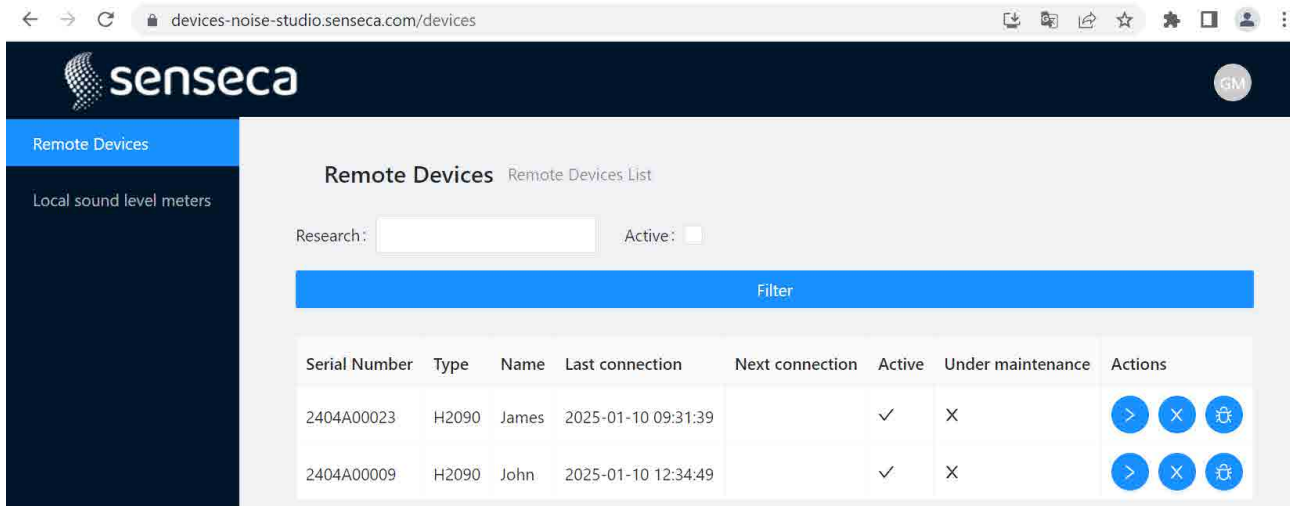 devices-noise-studio.senseca.com/devices
senseca
GM
Remote Devices
Local sound level meters
Remote Devices Remote Devices List
Research: Active:
Filter
Serial Number Type Name Last connection Next connection Active Under maintenance Actions
2404A00023 H2090 James 2025-01-10 09:31:39 ✓ X > X
2404A00009 H2090 John 2025-01-10 12:34:49 ✓ X > X